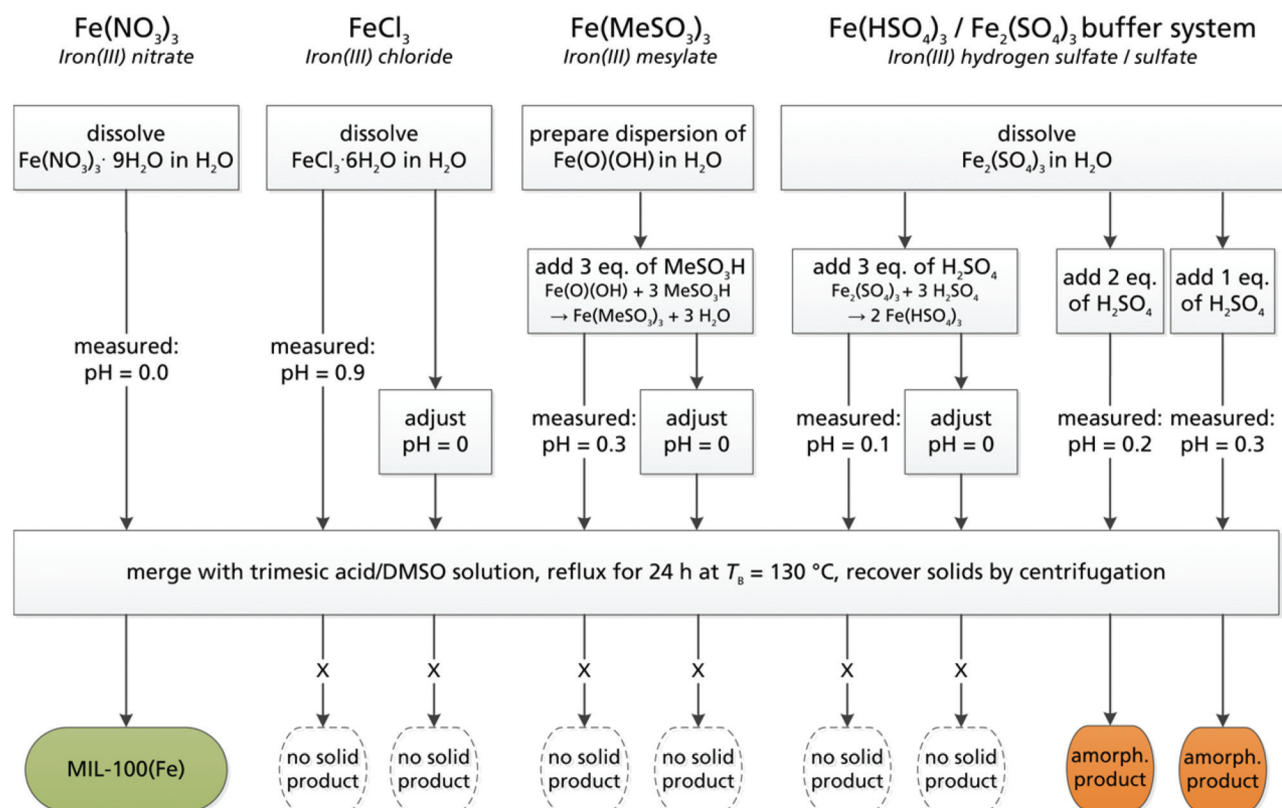 Fe(NO₃)₃
Iron(III) nitrate
FeCl₃
Iron(III) chloride
Fe(MeSO₃)₃
Iron(III) mesylate
Fe(HSO₄)₃ / Fe₂(SO₄)₃ buffer system
Iron(III) hydrogen sulfate / sulfate
dissolve
Fe(NO₃)₃· 9H₂O in H₂O
dissolve
FeCl₃·6H₂O in H₂O
prepare dispersion of
Fe(O)(OH) in H₂O
dissolve
Fe₂(SO₄)₃ in H₂O
add 3 eq. of MeSO₃H
Fe(O)(OH) + 3 MeSO₃H
→ Fe(MeSO₃)₃ + 3 H₂O
add 3 eq. of H₂SO₄
Fe₂(SO₄)₃ + 3 H₂SO₄
→ 2 Fe(HSO₄)₃
add 2 eq.
of H₂SO₄
add 1 eq.
of H₂SO₄
measured:
pH = 0.0
measured:
pH = 0.9
adjust
pH = 0
measured:
pH = 0.3
adjust
pH = 0
measured:
pH = 0.1
adjust
pH = 0
measured:
pH = 0.2
measured:
pH = 0.3
merge with trimesic acid/DMSO solution, reflux for 24 h at T_B = 130 °C, recover solids by centrifugation
X
X
X
X
X
X
MIL-100(Fe)
no solid
product
no solid
product
no solid
product
no solid
product
no solid
product
no solid
product
amorph.
product
amorph.
product